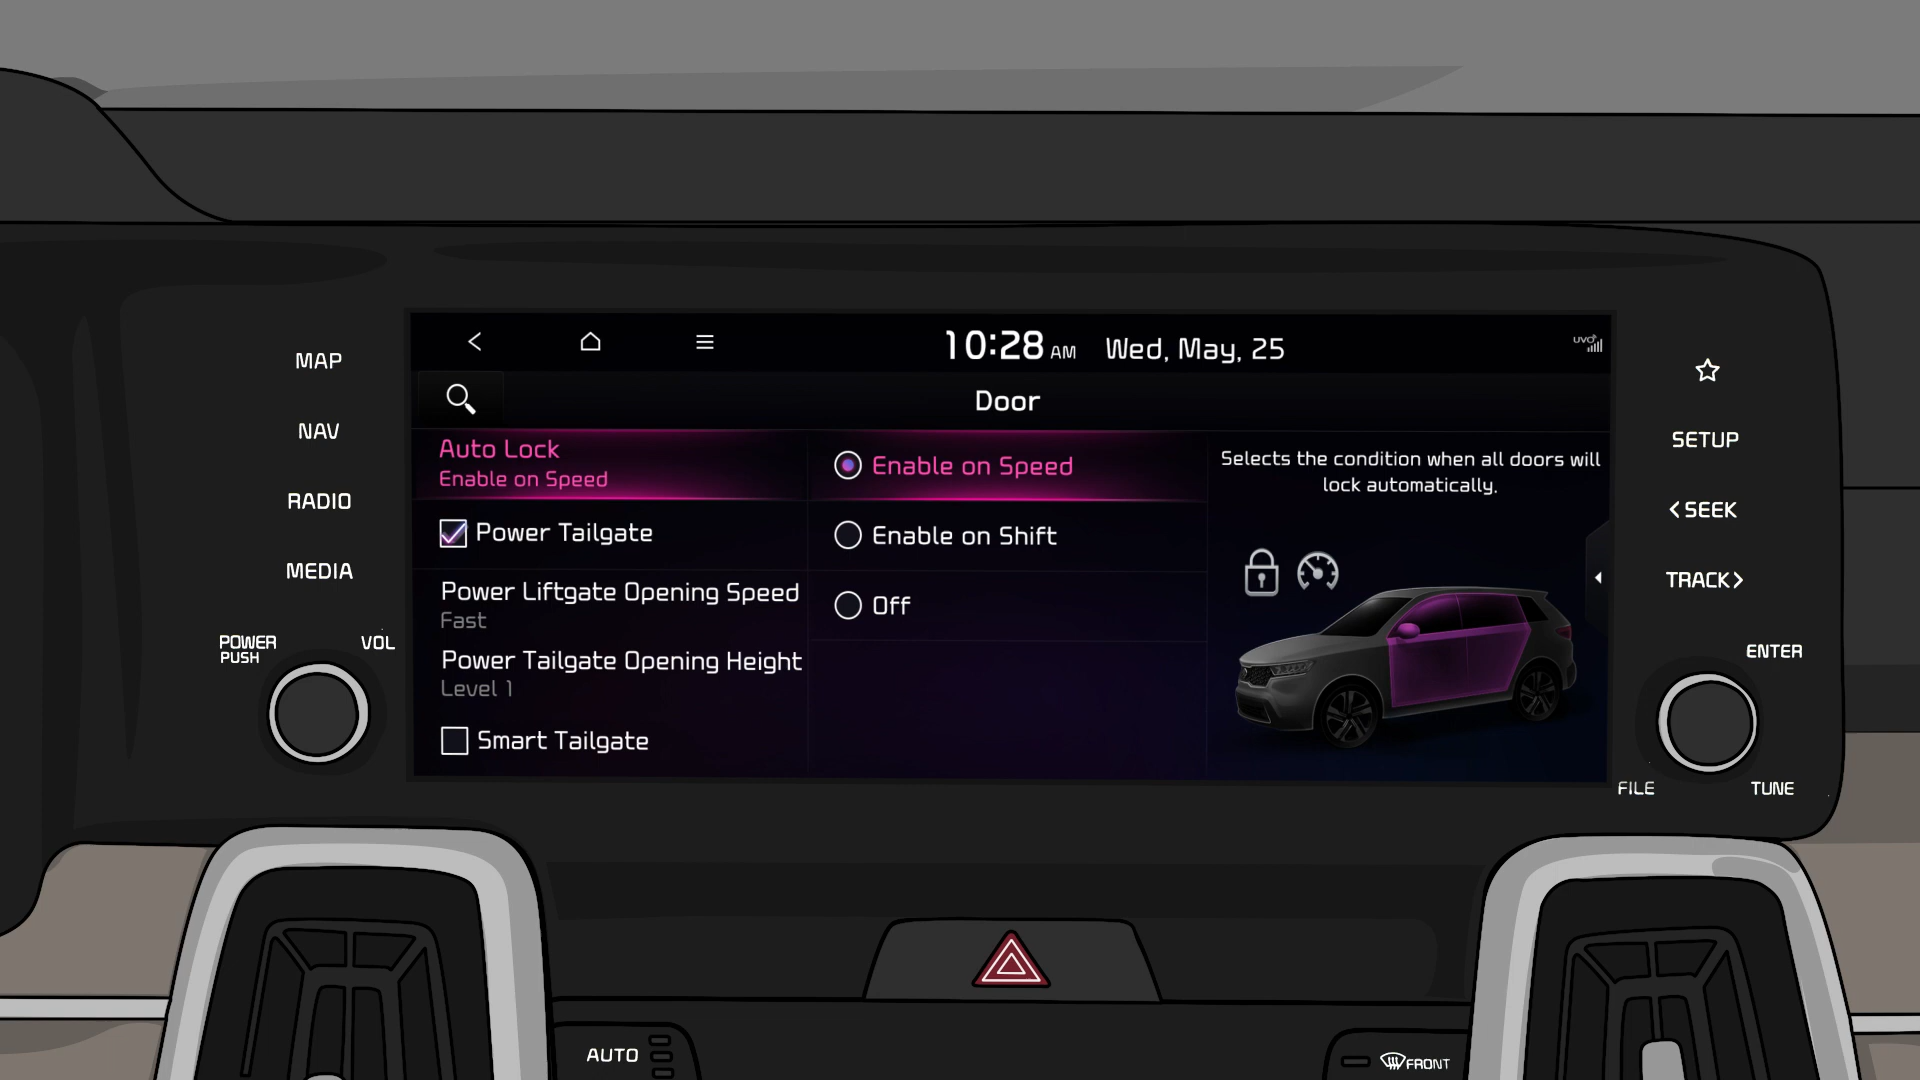 10:28 AM Wed, May, 25
UVO
Door
MAP
NAV
RADIO
MEDIA
POWER
PUSH
VOL
Auto Lock
Enable on Speed
Power Tailgate
Power Liftgate Opening Speed
Fast
Power Tailgate Opening Height
Level 1
Smart Tailgate
Enable on Speed
Enable on Shift
Off
Selects the condition when all doors will
lock automatically.
SETUP
<SEEK
TRACK>
ENTER
FILE
TUNE
AUTO
FRONT